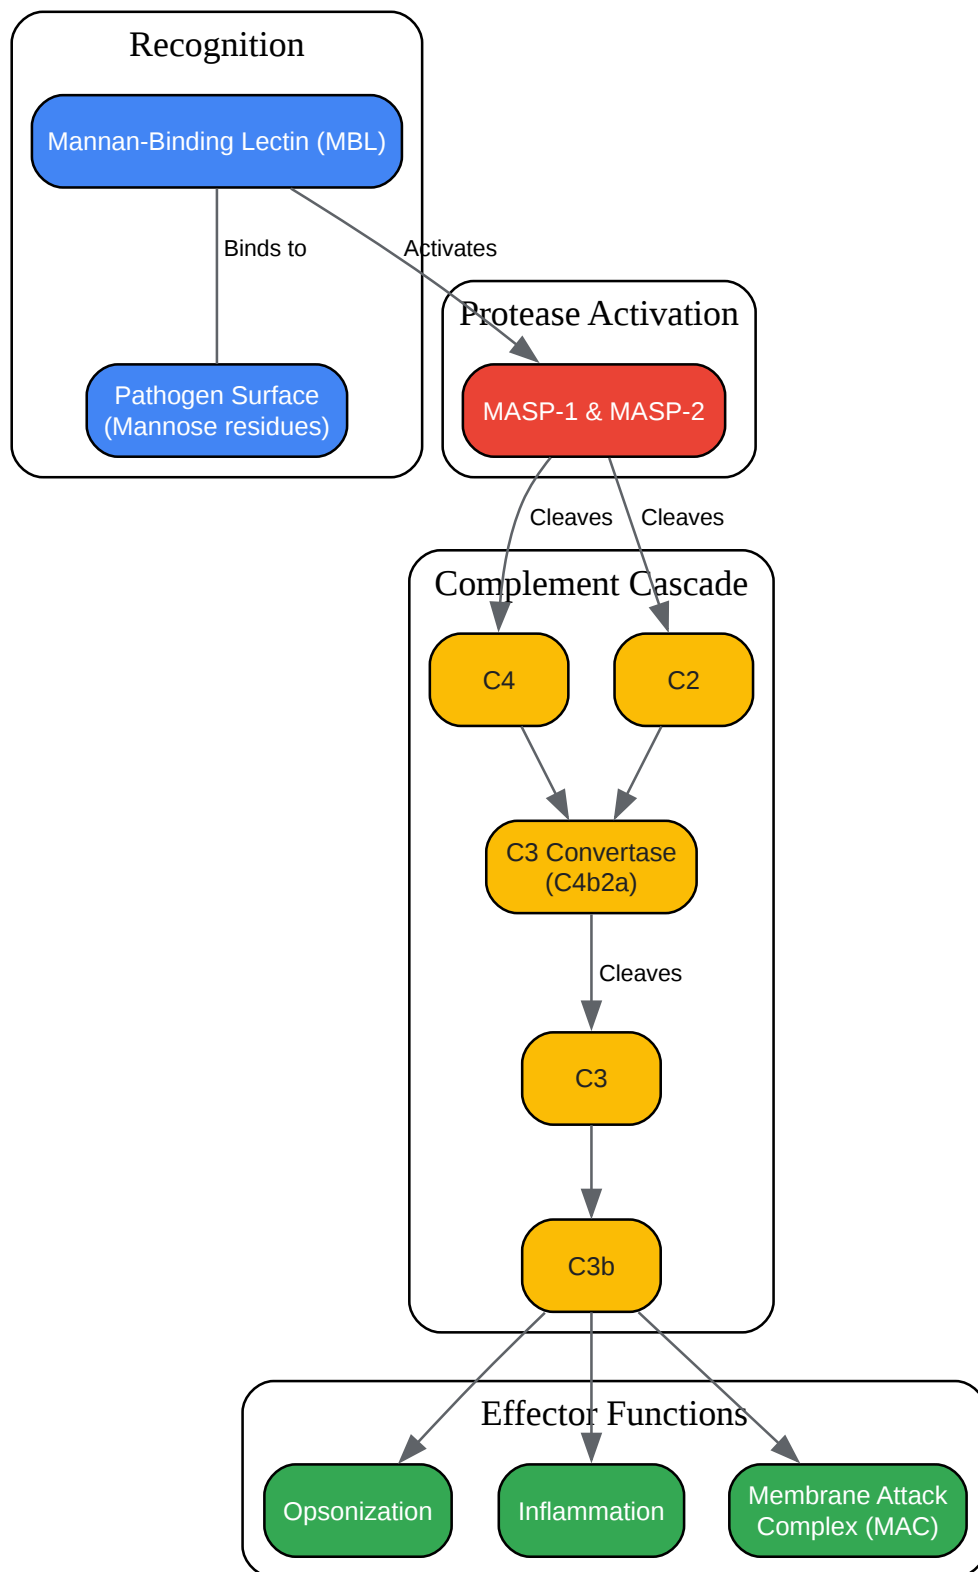 Recognition
Mannan-Binding Lectin (MBL)
Binds to
Activates
Pathogen Surface
(Mannose residues)
Protease Activation
MASP-1 & MASP-2
Cleaves
Cleaves
Complement Cascade
C4
C2
C3 Convertase
(C4b2a)
Cleaves
C3
C3b
Effector Functions
Opsonization
Inflammation
Membrane Attack
Complex (MAC)